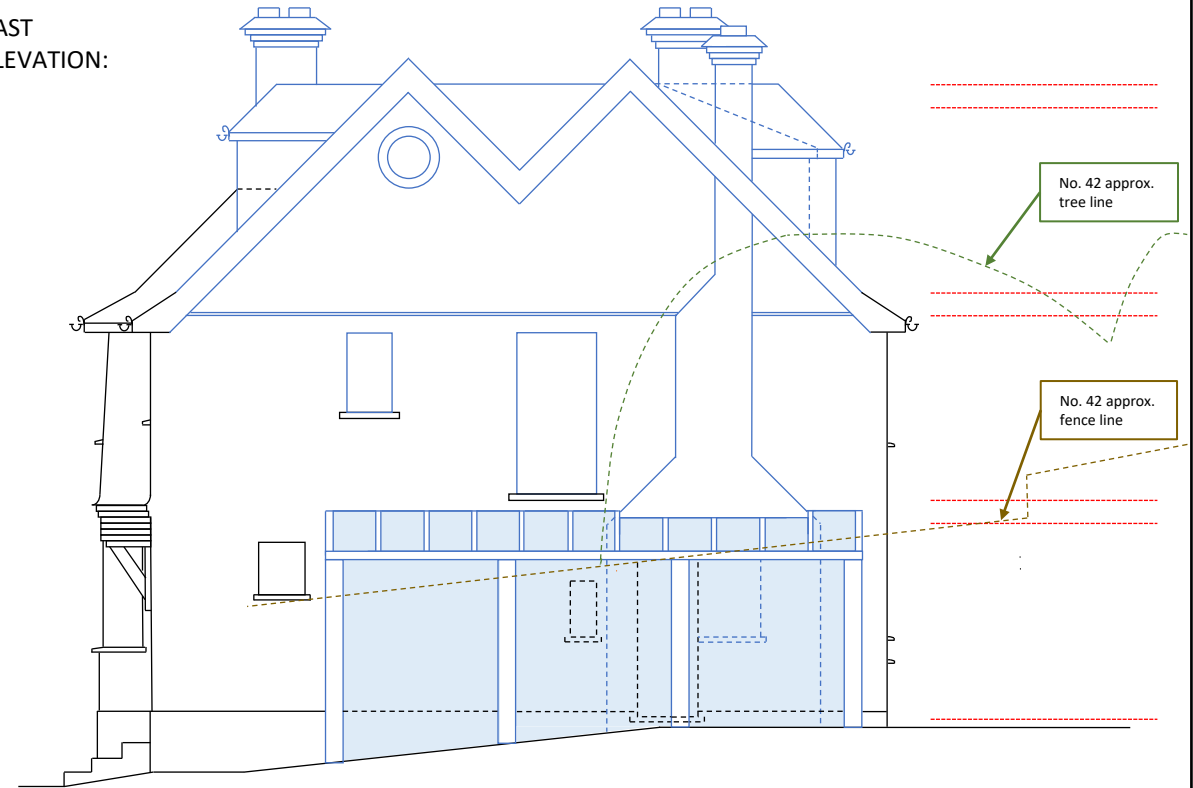 AST
LEVATION:
No. 42 approx.
tree line
No. 42 approx.
fence line